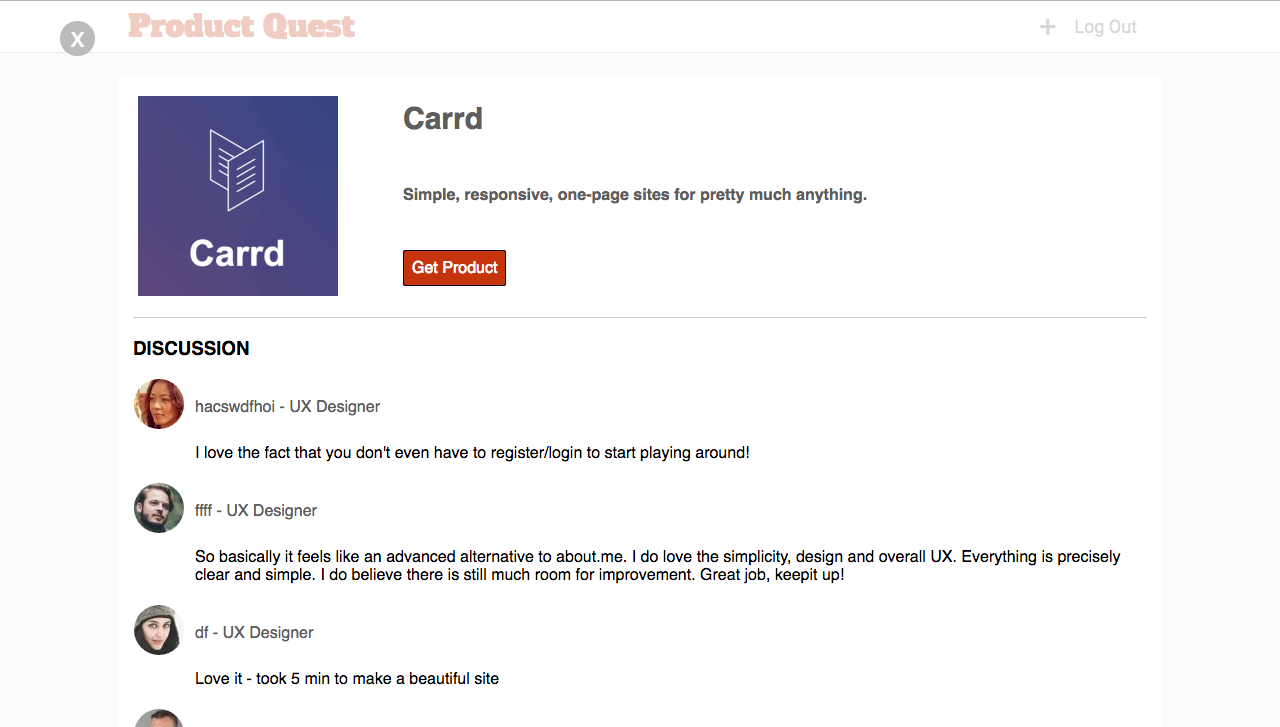 X
Product Quest
+ Log Out
Carrd
Carrd
Simple, responsive, one-page sites for pretty much anything.
Get Product
DISCUSSION
hacswdfhoi - UX Designer
I love the fact that you don't even have to register/login to start playing around!
ffff - UX Designer
So basically it feels like an advanced alternative to about.me. I do love the simplicity, design and overall UX. Everything is precisely
clear and simple. I do believe there is still much room for improvement. Great job, keepit up!
df - UX Designer
Love it - took 5 min to make a beautiful site